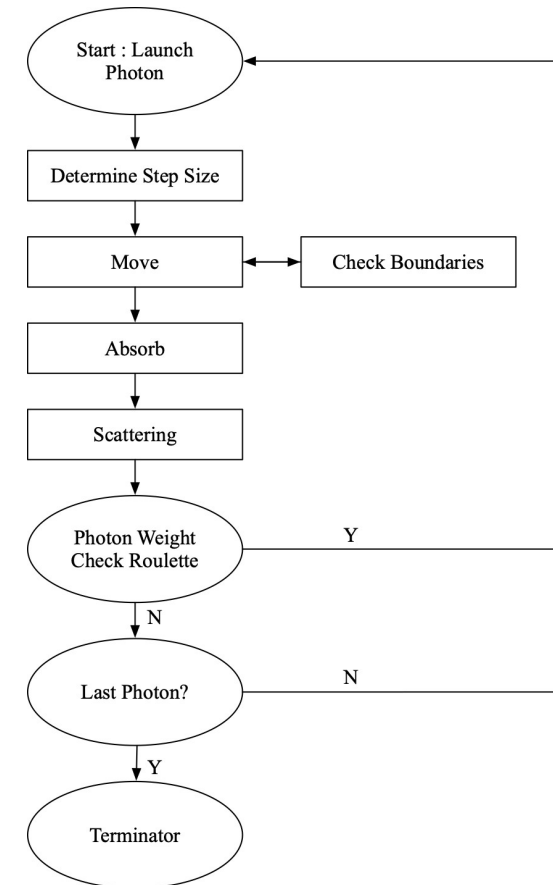 Start : Launch
Photon
Determine Step Size
Move
Check Boundaries
Absorb
Scattering
Photon Weight
Check Roulette
Y
N
Last Photon?
N
Y
Terminator